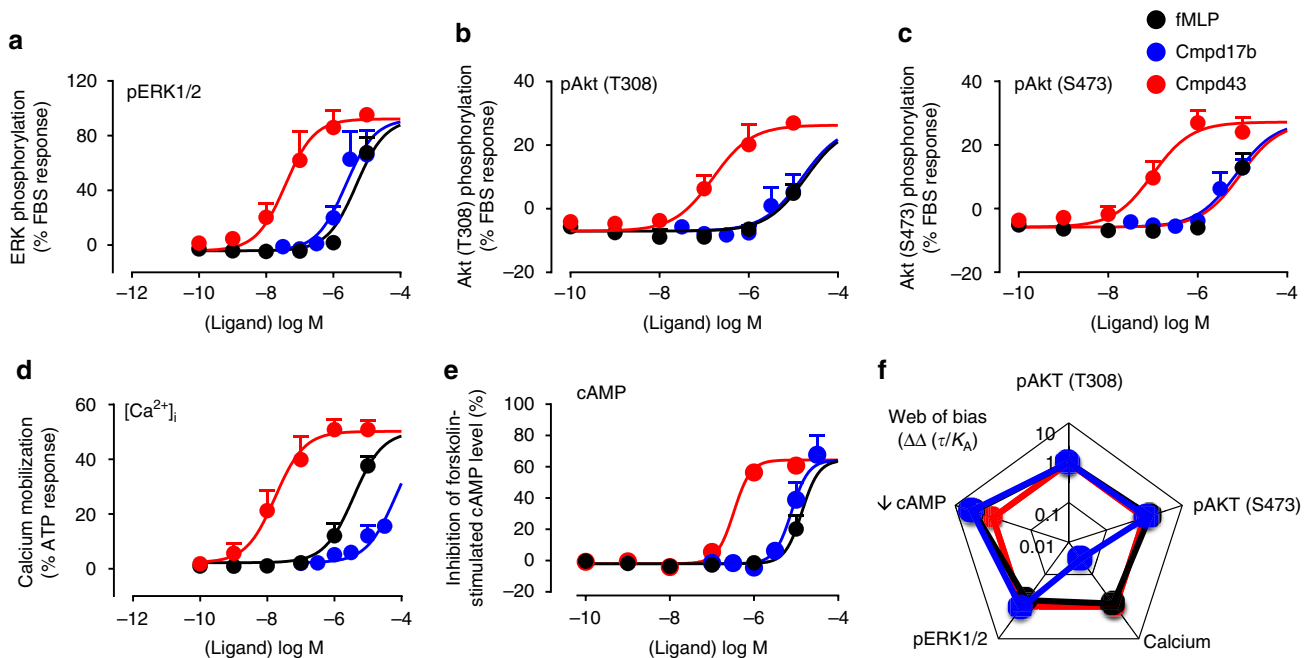 a
pERK1/2
ERK phosphorylation
(% FBS response)
120
80
40
0
–12
–10
–8
–6
–4
(Ligand) log M
b
pAkt (T308)
Akt (T308) phosphorylation
(% FBS response)
40
20
0
–20
–10
–8
–6
–4
(Ligand) log M
c
fMLP
Cmpd17b
Cmpd43
pAkt (S473)
Akt (S473) phosphorylation
(% FBS response)
40
20
0
–20
–10
–8
–6
–4
(Ligand) log M
d
[Ca2+]i
Calcium mobilization
(% ATP response)
60
40
20
0
–12
–10
–8
–6
–4
(Ligand) log M
e
cAMP
Inhibition of forskolin-
stimulated cAMP level (%)
100
80
60
40
20
0
–20
–10
–8
–6
–4
(Ligand) log M
f
pAKT (T308)
Web of bias
(ΔΔ (τ/KA)
10
1
0.1
0.01
↓ cAMP
pAKT (S473)
pERK1/2
Calcium